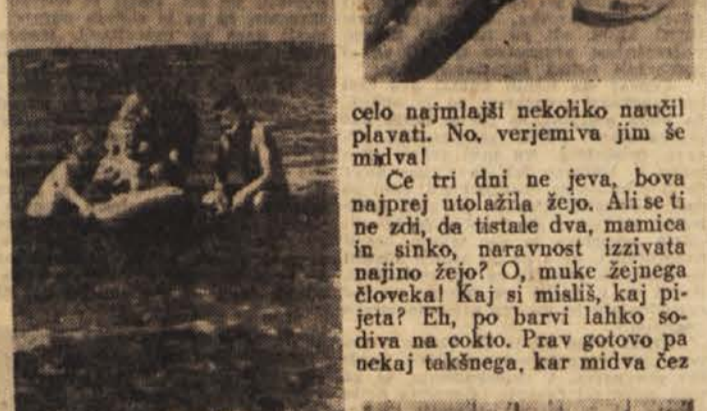 celo najmlajši nekoliko naučil
plavati. No, verjemiva jim še
midva!
Če tri dni ne jeva, bova
najprej utolažila žejo. Ali se ti
ne zdi, da tistale dva, mamica
in sinko, naravnost izzivata
najino žejo? O, muke žejnega
človeka! Kaj si misliš, kaj pi-
jeta? Eh, po barvi lahko so-
diva na cokto. Prav gotovo pa
nekaj takšnega, kar midva čez